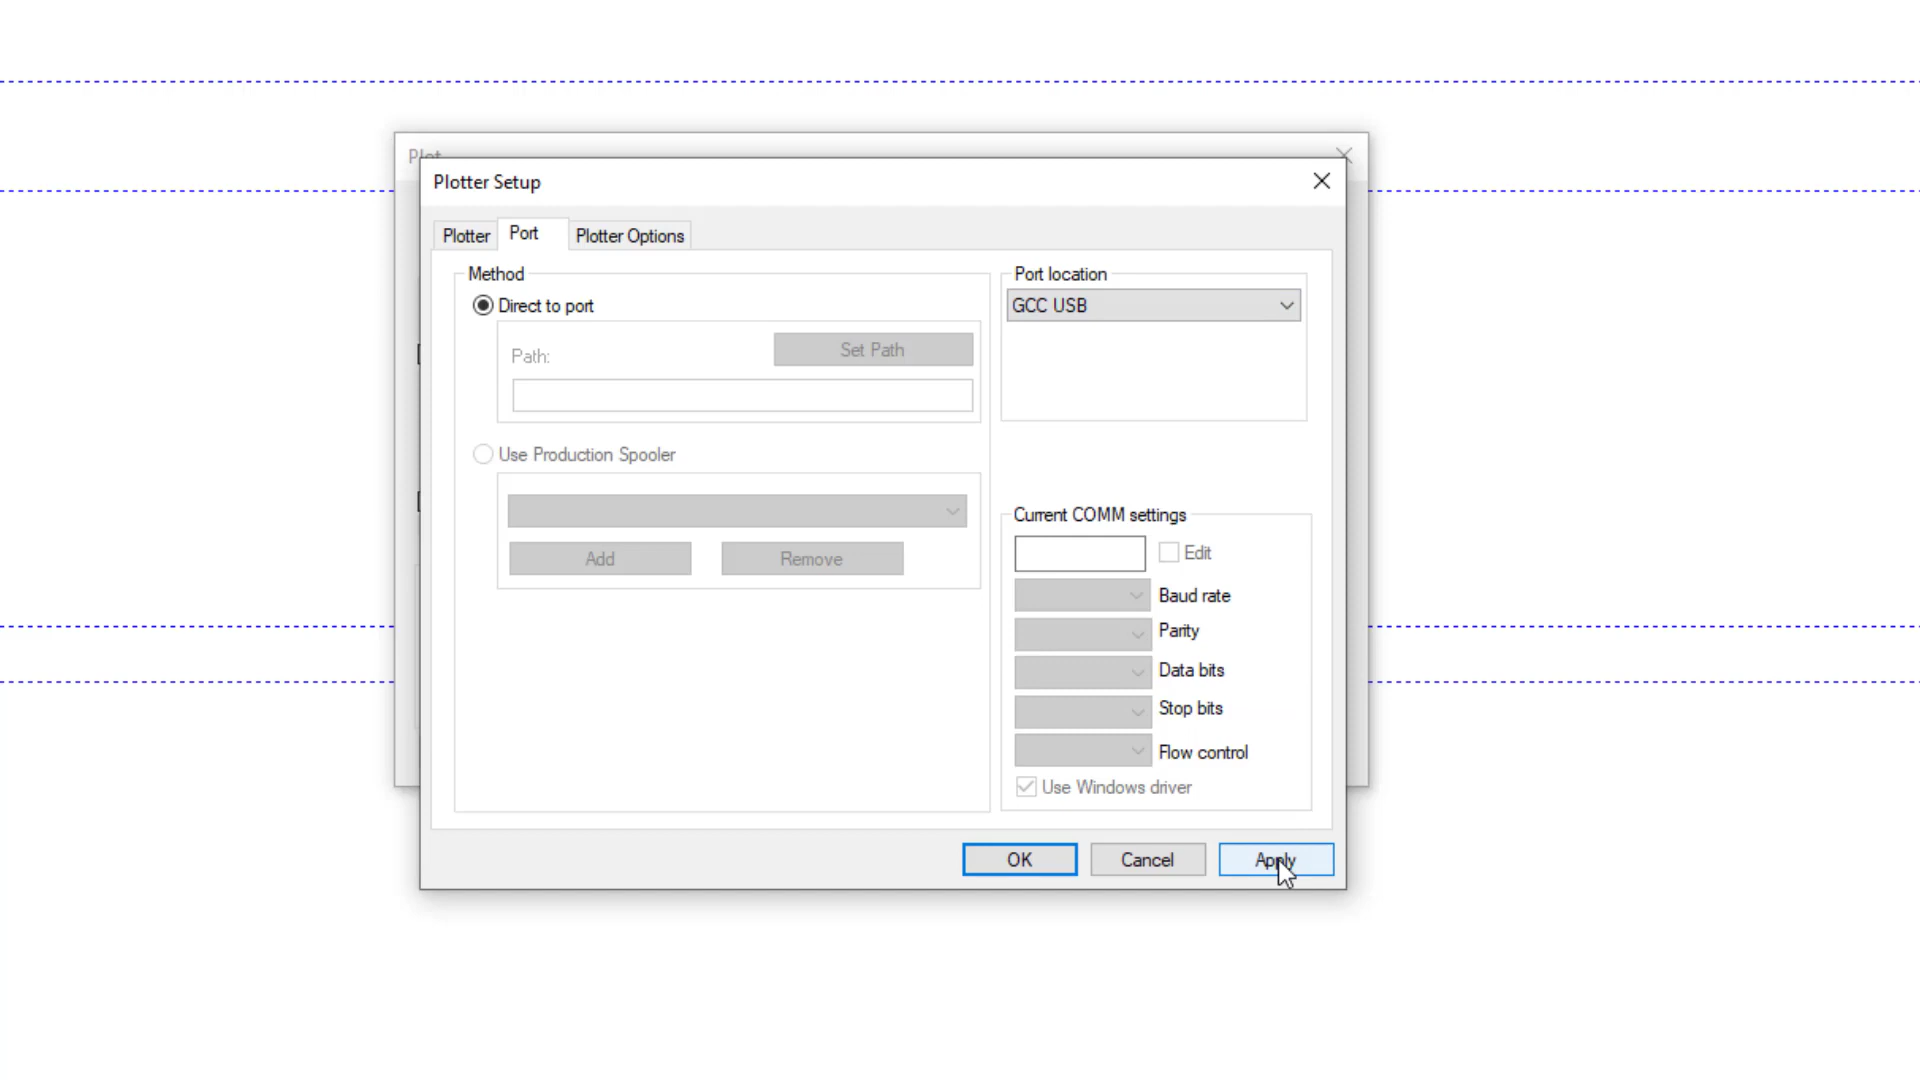 Plot
Plotter Setup
Plotter Port Plotter Options
Method
Direct to port
Path: Set Path
Use Production Spooler
Add Remove
Port location
GCC USB
Current COMM settings
Edit
Baud rate
Parity
Data bits
Stop bits
Flow control
Use Windows driver
OK Cancel Apply